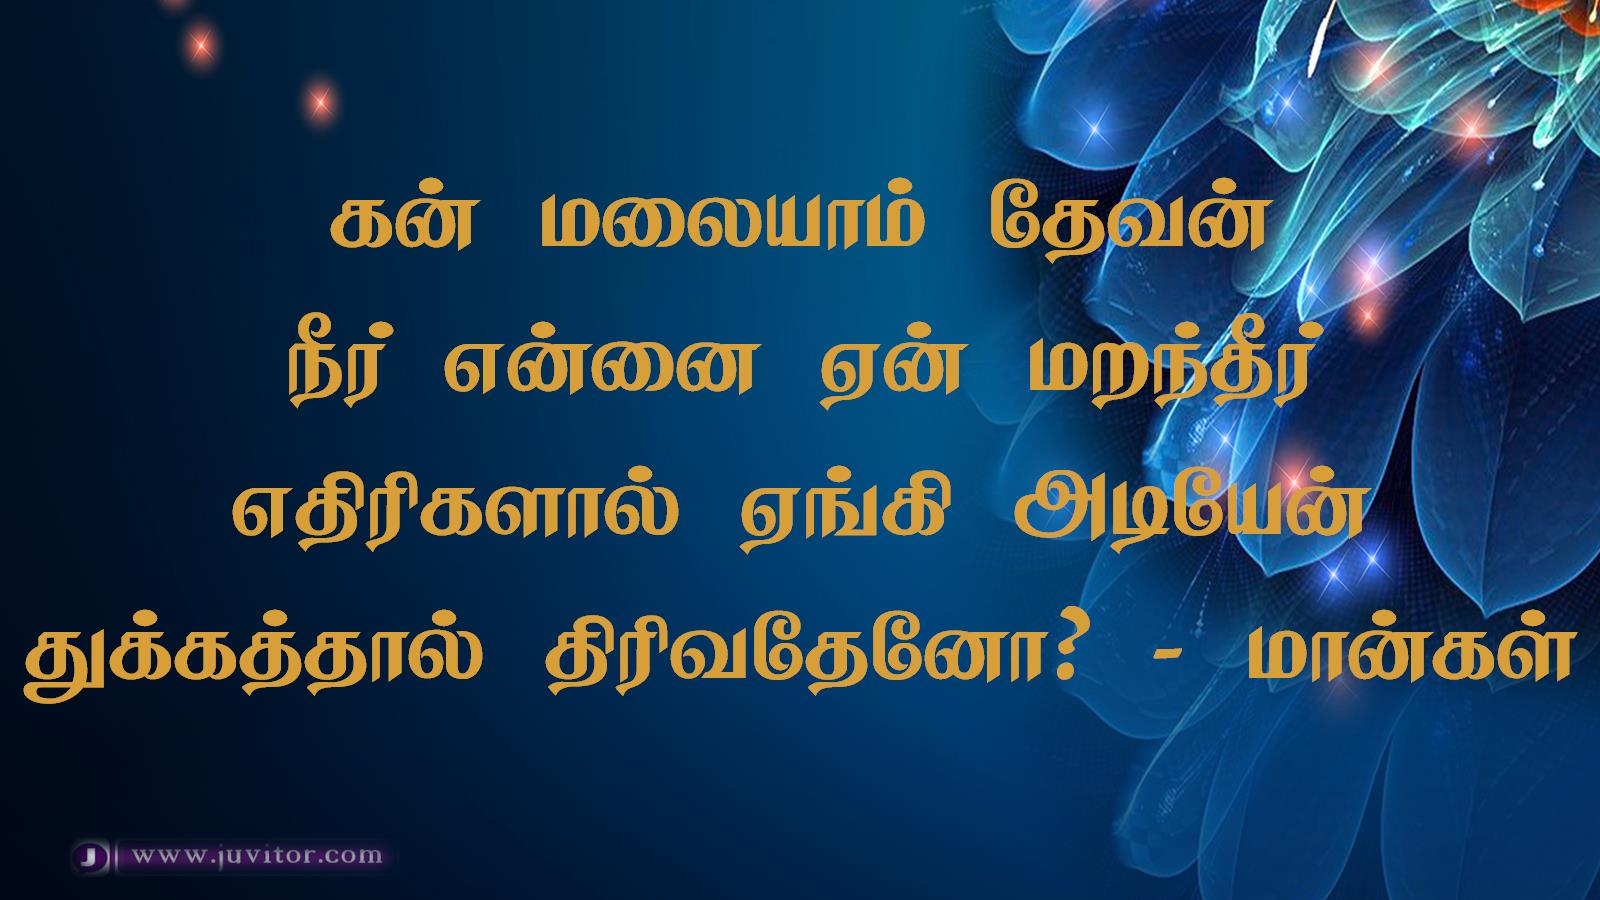 கன் மலையாம் தேவன்
நீர் என்னை ஏன் மறந்தீர்
எதிரிகளால் ஏங்கி அடியேன்
துக்கத்தால் திரிவதேனோ? - மான்கள்
J www.juvitor.com